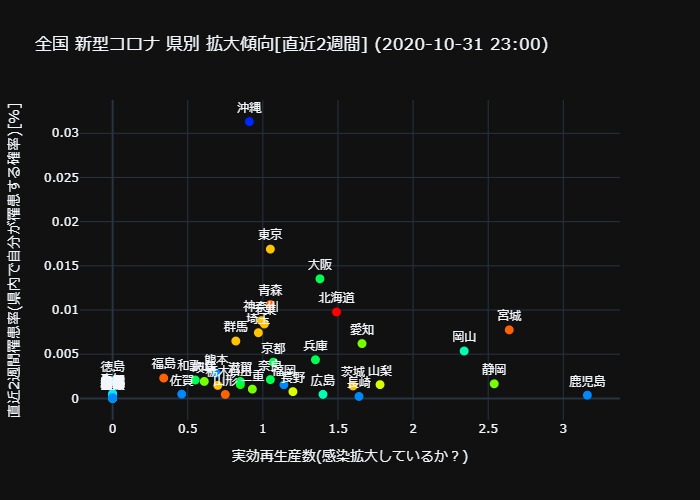 全国 新型コロナ 県別 拡大傾向[直近2週間] (2020-10-31 23:00)
直近2週間罹患率(県内で自分が罹患する確率)[%]
沖縄
0.03
0.025
0.02
東京
0.015
大阪
青森
北海道
0.01
神奈川
埼玉
宮城
群馬
愛知
岡山
0.005
京都
兵庫
徳島
福島
熊本
奈良
福岡
茨城
山梨
静岡
佐賀
栃木
山形
三重
長野
広島
長崎
鹿児島
0
0
0.5
1
1.5
2
2.5
3
実効再生産数(感染拡大しているか？)